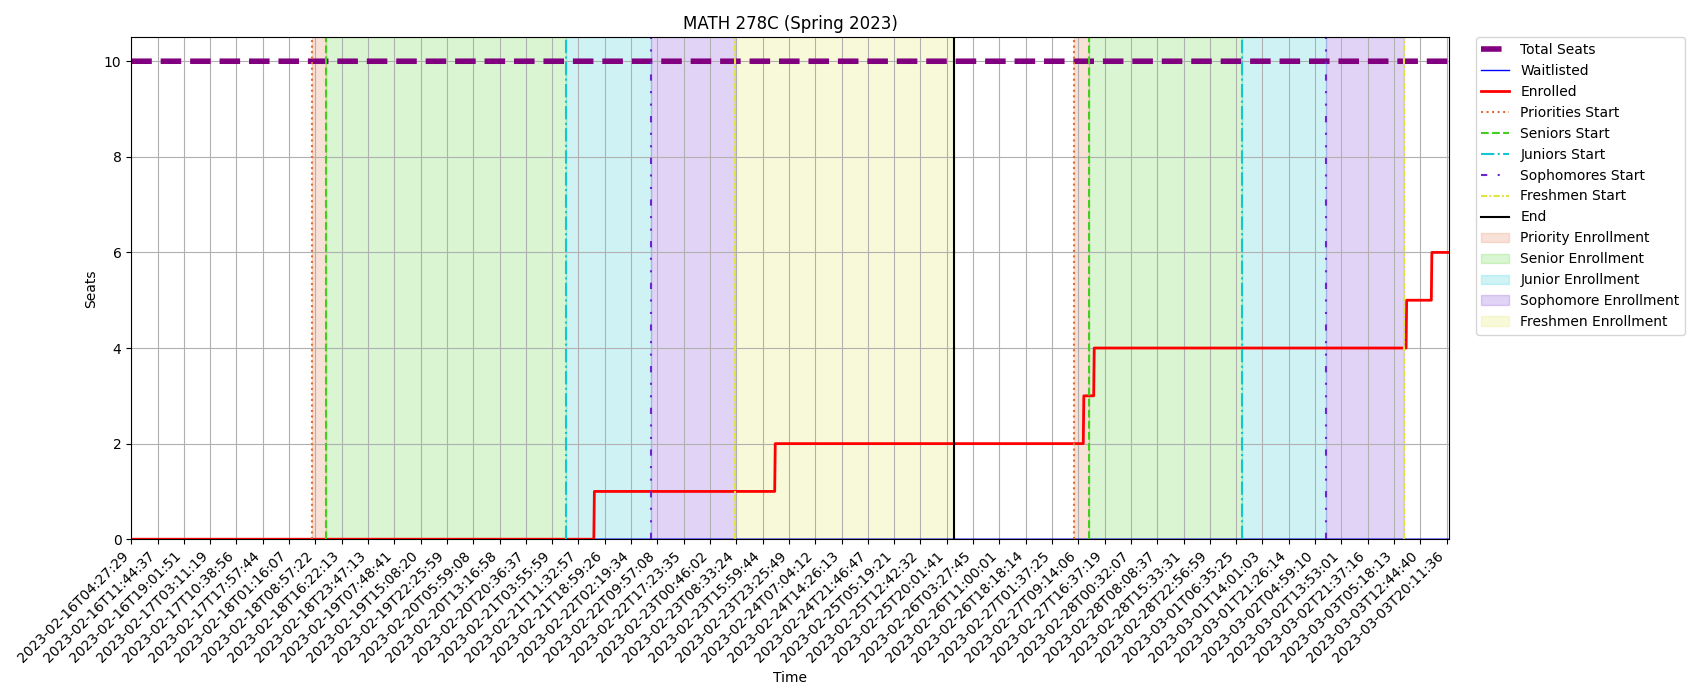 MATH 278C (Spring 2023)
Seats
10
8
6
4
2
0
2023-02-16T04:27:29
2023-02-16T11:44:37
2023-02-16T19:01:51
2023-02-17T03:11:19
2023-02-17T10:38:56
2023-02-17T17:57:44
2023-02-18T01:16:07
2023-02-18T08:57:22
2023-02-18T16:22:13
2023-02-18T23:47:13
2023-02-19T07:48:41
2023-02-19T15:08:20
2023-02-19T22:25:59
2023-02-20T05:59:08
2023-02-20T13:16:58
2023-02-20T20:36:37
2023-02-21T03:55:59
2023-02-21T11:32:57
2023-02-21T18:59:26
2023-02-22T02:19:34
2023-02-22T09:57:08
2023-02-22T17:23:35
2023-02-23T00:46:02
2023-02-23T08:33:24
2023-02-23T15:59:44
2023-02-23T23:25:49
2023-02-24T07:04:12
2023-02-24T14:26:13
2023-02-24T21:46:47
2023-02-25T05:19:21
2023-02-25T12:42:32
2023-02-25T20:01:41
2023-02-26T03:27:45
2023-02-26T11:00:01
2023-02-26T18:18:14
2023-02-27T01:37:25
2023-02-27T09:14:06
2023-02-27T16:37:19
2023-02-28T00:32:07
2023-02-28T08:08:37
2023-02-28T15:33:31
2023-02-28T22:56:59
2023-03-01T06:35:25
2023-03-01T14:01:03
2023-03-01T21:26:14
2023-03-02T04:59:10
2023-03-02T13:53:01
2023-03-02T21:37:16
2023-03-03T05:18:13
2023-03-03T12:44:40
2023-03-03T20:11:36
Time
Total Seats
Waitlisted
Enrolled
Priorities Start
Seniors Start
Juniors Start
Sophomores Start
Freshmen Start
End
Priority Enrollment
Senior Enrollment
Junior Enrollment
Sophomore Enrollment
Freshmen Enrollment